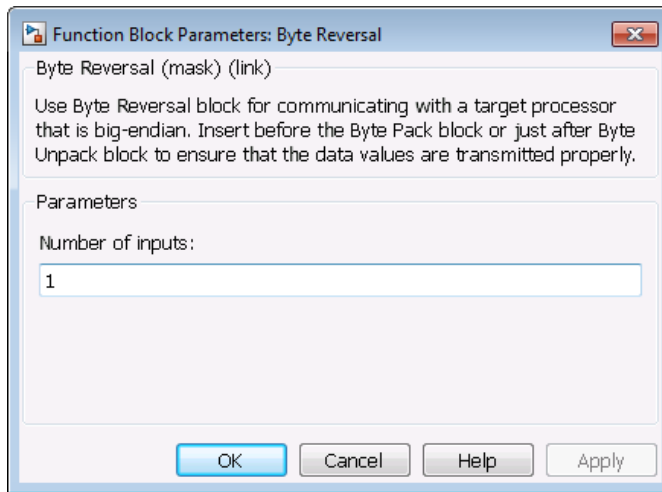 Function Block Parameters: Byte Reversal
Byte Reversal (mask) (link)
Use Byte Reversal block for communicating with a target processor
that is big-endian. Insert before the Byte Pack block or just after Byte
Unpack block to ensure that the data values are transmitted properly.
Parameters
Number of inputs:
1
OK Cancel Help Apply